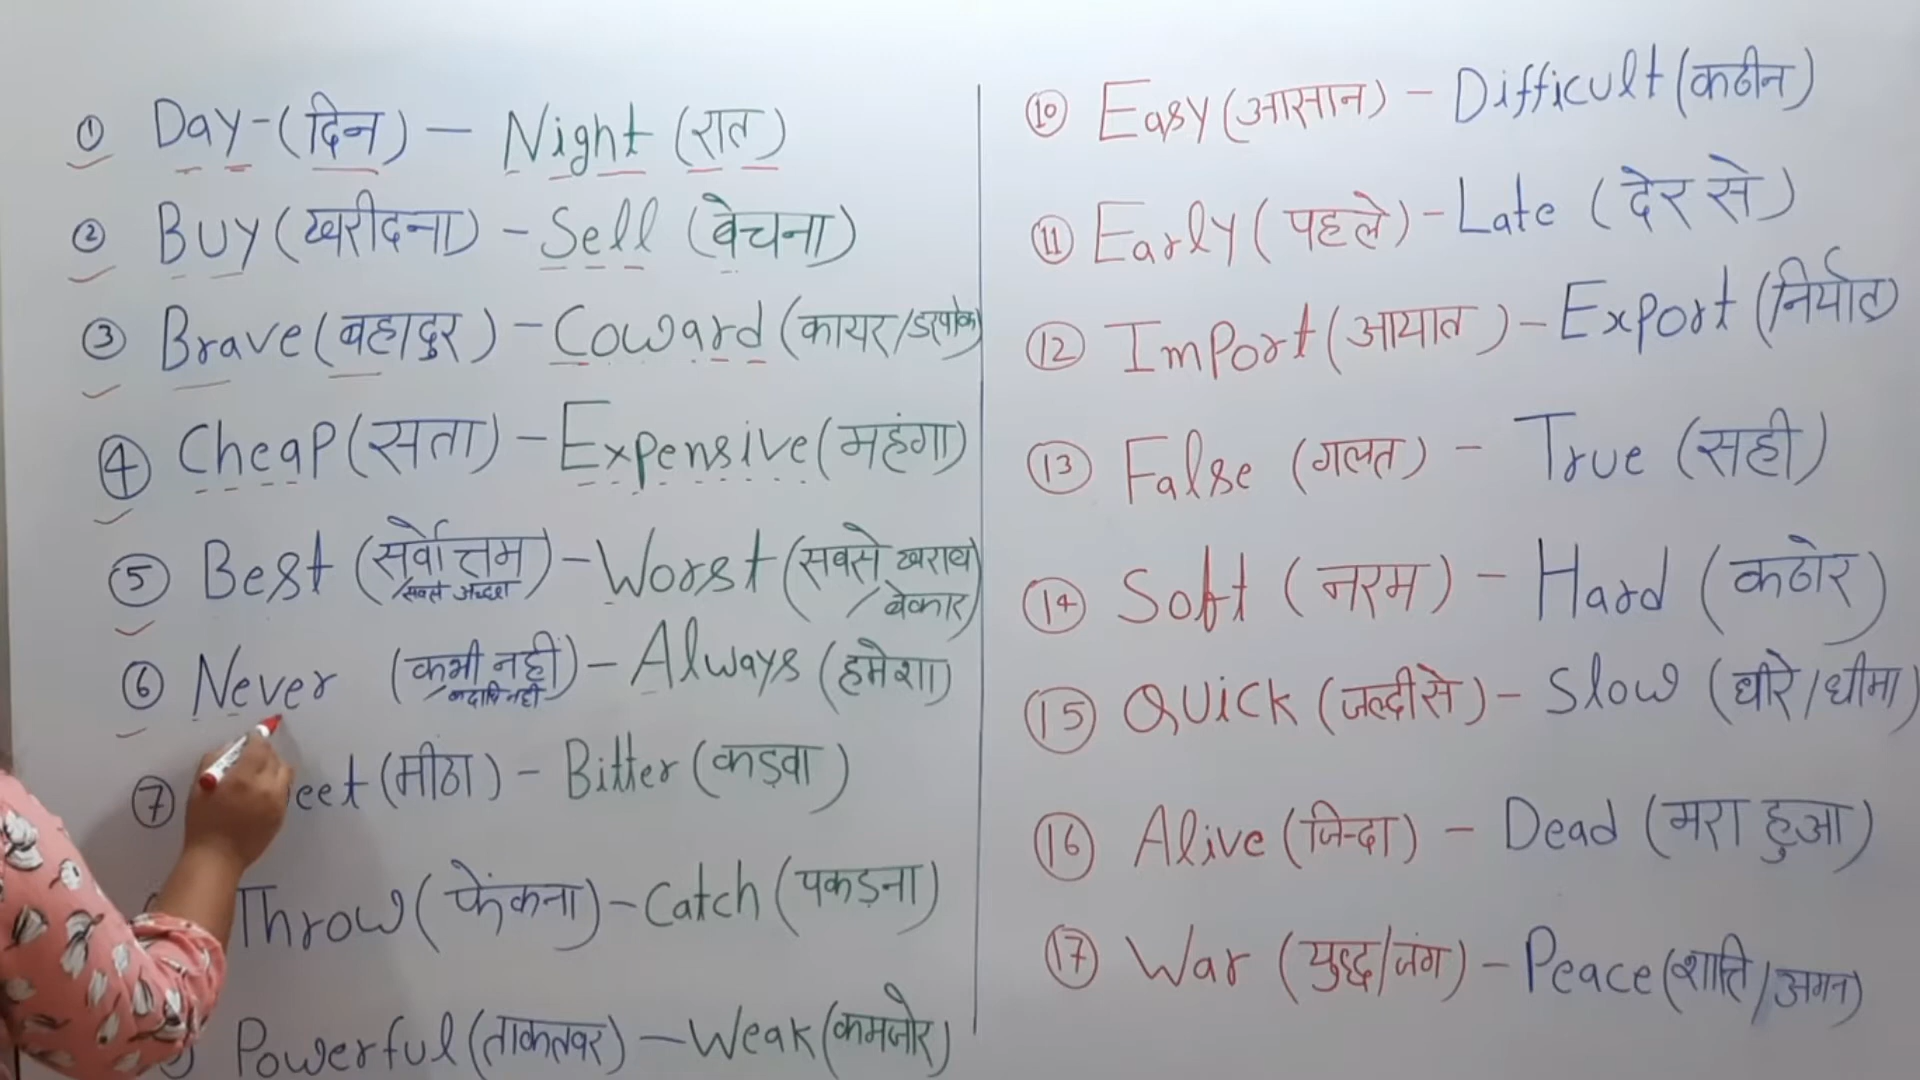 ① Day-(दिन) — Night (रात)
② Buy (खरीदना) - Sell (बेचना)
③ Brave (बहादुर) - Coward (कायर/डरपोक)
④ Cheap (सता) - Expensive (महंगा)
⑤ Best (सर्वोत्तम) - Worst (सबसे खराब
/सबसे अच्छा /बेकार)
⑥ Never (कभी नहीं) - Always (हमेशा)
/कदापि नहीं
⑦ eet (मीठा) - Bitter (कड़वा)
Throw (फेंकना) - Catch (पकड़ना)
Powerful (ताकतवर) — Weak (कमजोर)
⑩ Easy (आसान) - Difficult (कठीन)
⑪ Early (पहले) - Late (देर से)
⑫ Import (आयात) - Export (निर्यात)
⑬ False (गलत) - True (सही)
⑭ Soft (नरम) - Hard (कठोर)
⑮ Quick (जल्दी से) - Slow (धीरे/धीमा)
⑯ Alive (जिन्दा) - Dead (मरा हुआ)
⑰ War (युद्ध/जंग) - Peace (शान्ति/अमन)